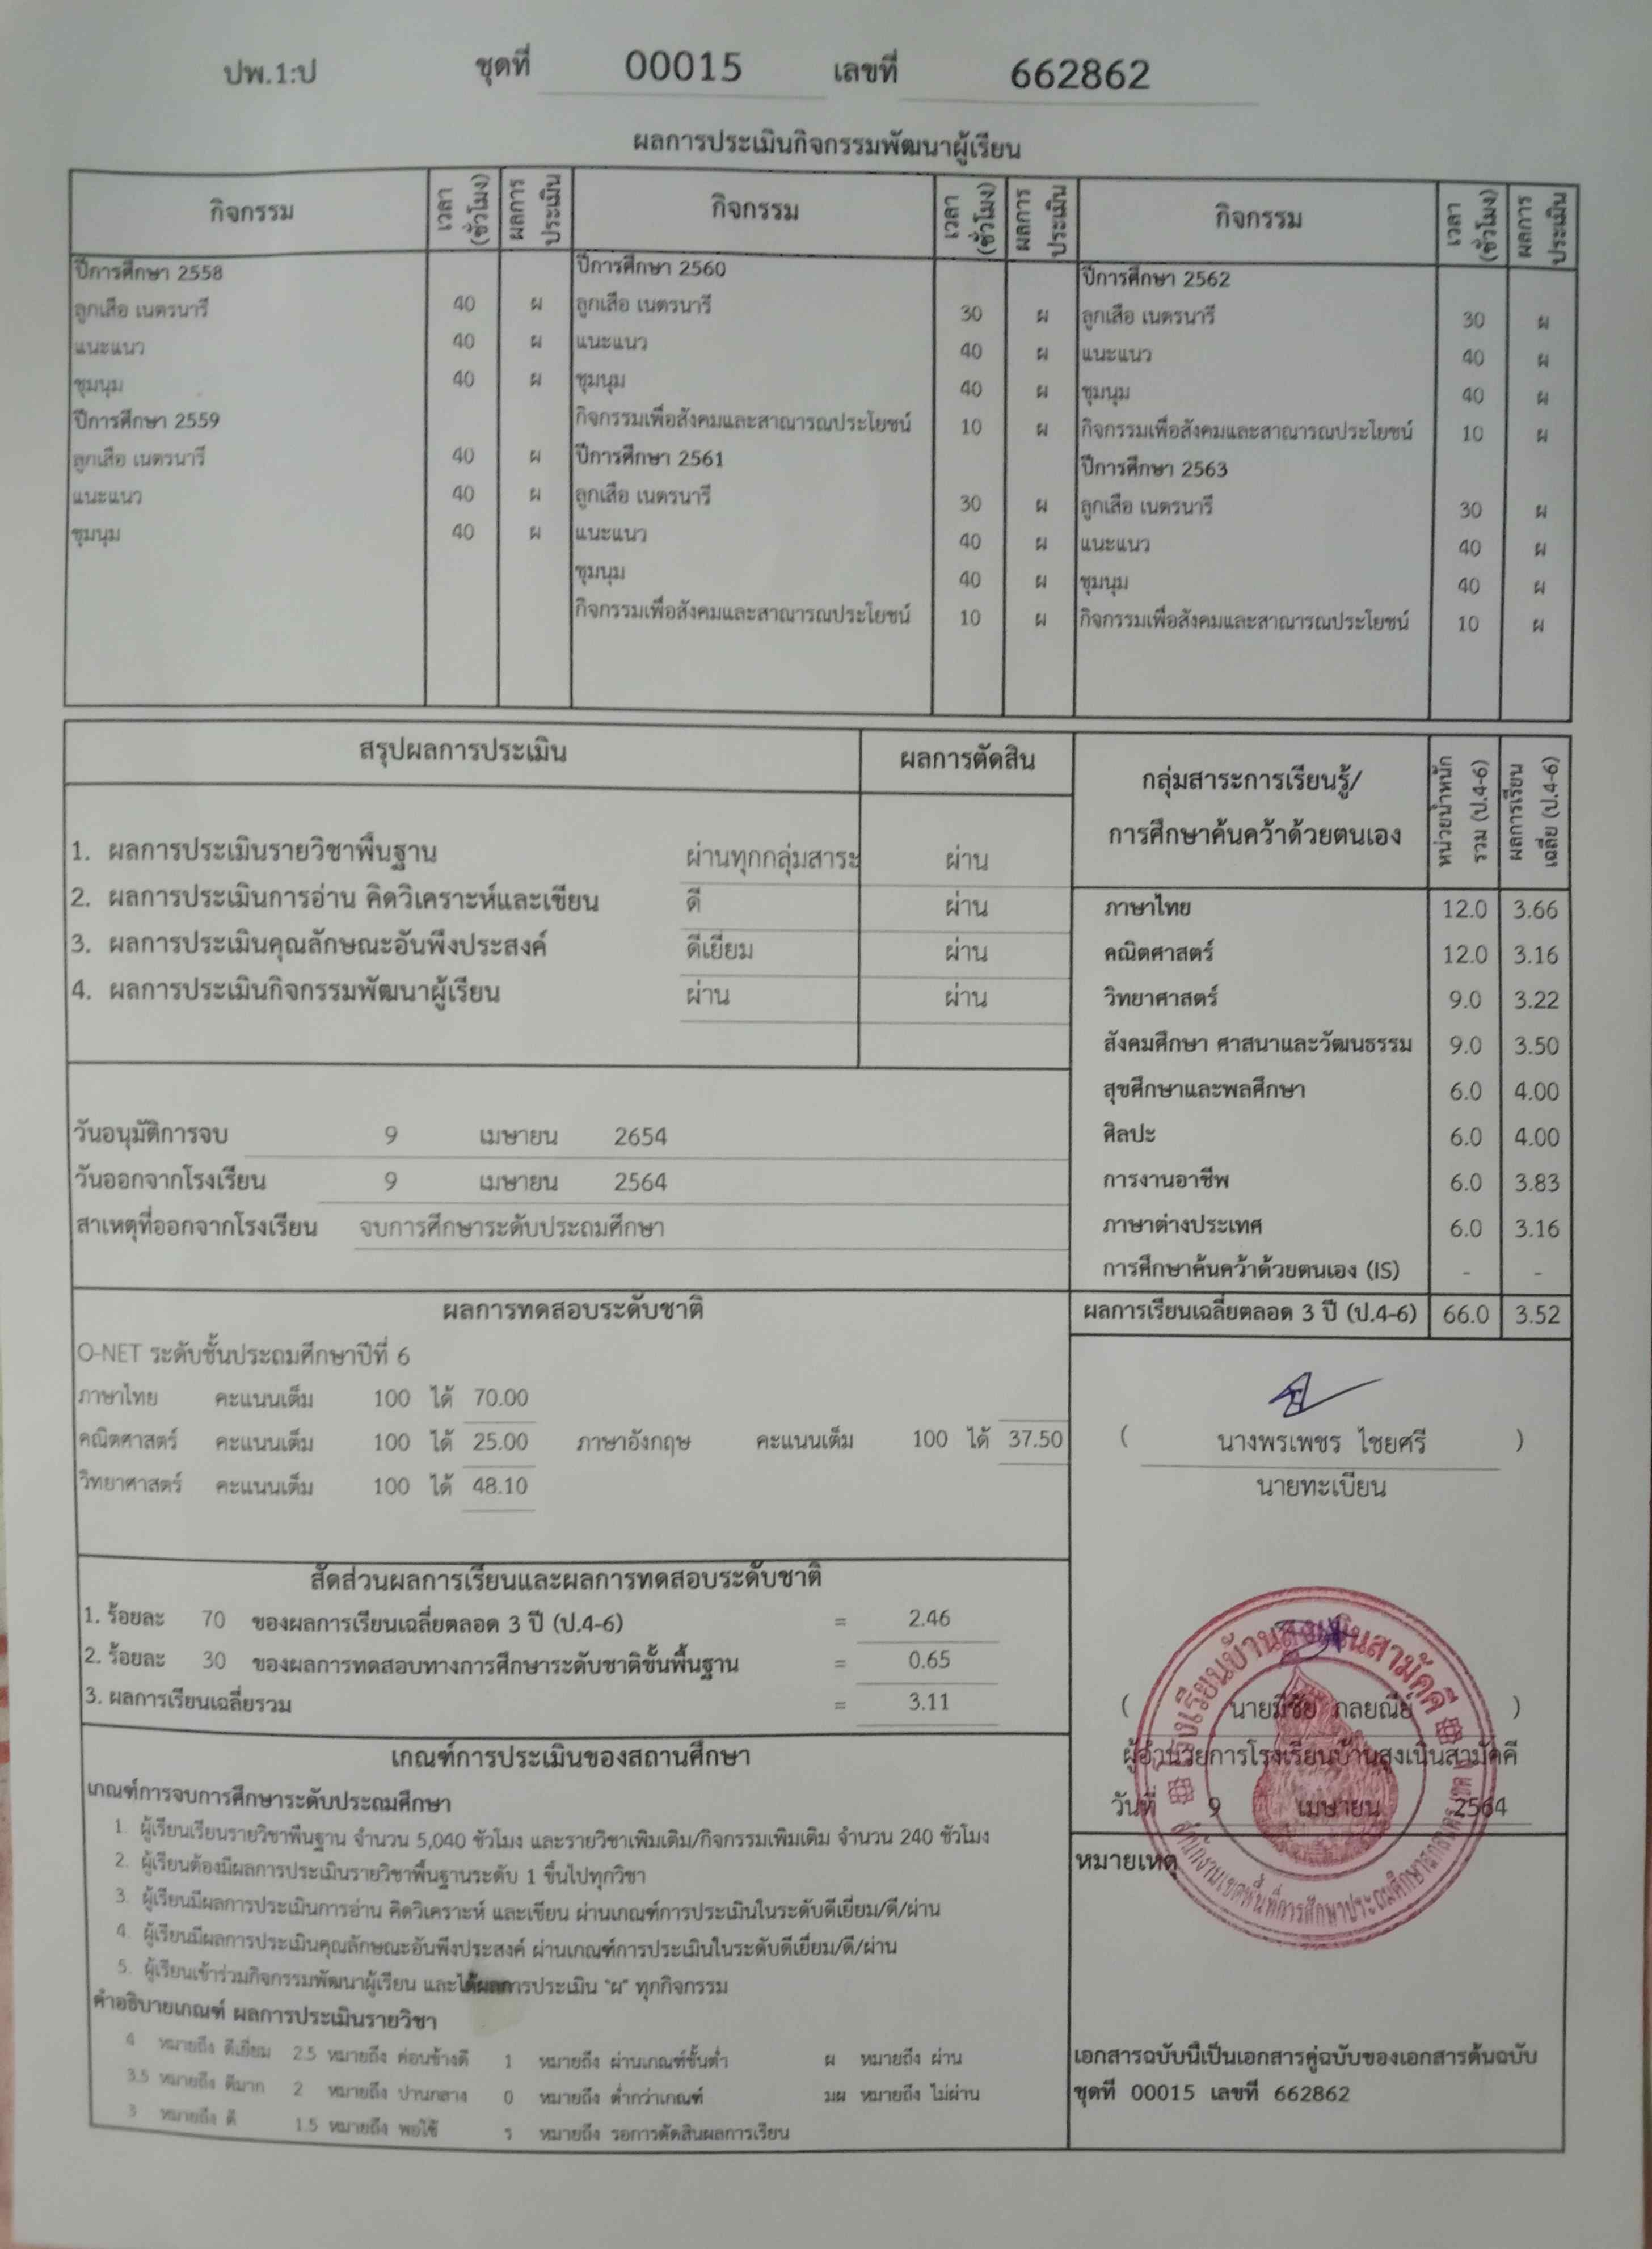 ปพ.1:ป ชุดที่ 00015 เลขที่ 662862
ผลการประเมินกิจกรรมพัฒนาผู้เรียน
กิจกรรม เวลา (ชั่วโมง) ผลการประเมิน กิจกรรม เวลา (ชั่วโมง) ผลการประเมิน กิจกรรม เวลา (ชั่วโมง) ผลการประเมิน
ปีการศึกษา 2558
ลูกเสือ เนตรนารี 40 ผ
แนะแนว 40 ผ
ชุมนุม 40 ผ
ปีการศึกษา 2559
ลูกเสือ เนตรนารี 40 ผ
แนะแนว 40 ผ
ชุมนุม 40 ผ
ปีการศึกษา 2560
ลูกเสือ เนตรนารี 30 ผ
แนะแนว 40 ผ
ชุมนุม 40 ผ
กิจกรรมเพื่อสังคมและสาณารณประโยชน์ 10 ผ
ปีการศึกษา 2561
ลูกเสือ เนตรนารี 30 ผ
แนะแนว 40 ผ
ชุมนุม 40 ผ
กิจกรรมเพื่อสังคมและสาณารณประโยชน์ 10 ผ
ปีการศึกษา 2562
ลูกเสือ เนตรนารี 30 ผ
แนะแนว 40 ผ
ชุมนุม 40 ผ
กิจกรรมเพื่อสังคมและสาณารณประโยชน์ 10 ผ
ปีการศึกษา 2563
ลูกเสือ เนตรนารี 30 ผ
แนะแนว 40 ผ
ชุมนุม 40 ผ
กิจกรรมเพื่อสังคมและสาณารณประโยชน์ 10 ผ
สรุปผลการประเมิน ผลการตัดสิน
1. ผลการประเมินรายวิชาพื้นฐาน ผ่านทุกกลุ่มสาระ ผ่าน
2. ผลการประเมินการอ่าน คิดวิเคราะห์และเขียน ดี ผ่าน
3. ผลการประเมินคุณลักษณะอันพึงประสงค์ ดีเยี่ยม ผ่าน
4. ผลการประเมินกิจกรรมพัฒนาผู้เรียน ผ่าน ผ่าน
วันอนุมัติการจบ 9 เมษายน 2654
วันออกจากโรงเรียน 9 เมษายน 2564
สาเหตุที่ออกจากโรงเรียน จบการศึกษาระดับประถมศึกษา
ผลการทดสอบระดับชาติ
O-NET ระดับชั้นประถมศึกษาปีที่ 6
ภาษาไทย คะแนนเต็ม 100 ได้ 70.00
คณิตศาสตร์ คะแนนเต็ม 100 ได้ 25.00 ภาษาอังกฤษ คะแนนเต็ม 100 ได้ 37.50
วิทยาศาสตร์ คะแนนเต็ม 100 ได้ 48.10
สัดส่วนผลการเรียนและผลการทดสอบระดับชาติ
1. ร้อยละ 70 ของผลการเรียนเฉลี่ยตลอด 3 ปี (ป.4-6) = 2.46
2. ร้อยละ 30 ของผลการทดสอบทางการศึกษาระดับชาติขั้นพื้นฐาน = 0.65
3. ผลการเรียนเฉลี่ยรวม = 3.11
เกณฑ์การประเมินของสถานศึกษา
เกณฑ์การจบการศึกษาระดับประถมศึกษา
1. ผู้เรียนเรียนรายวิชาพื้นฐาน จำนวน 5,040 ชั่วโมง และรายวิชาเพิ่มเติม/กิจกรรมเพิ่มเติม จำนวน 240 ชั่วโมง
2. ผู้เรียนต้องมีผลการประเมินรายวิชาพื้นฐานระดับ 1 ขึ้นไปทุกวิชา
3. ผู้เรียนมีผลการประเมินการอ่าน คิดวิเคราะห์ และเขียน ผ่านเกณฑ์การประเมินในระดับดีเยี่ยม/ดี/ผ่าน
4. ผู้เรียนมีผลการประเมินคุณลักษณะอันพึงประสงค์ ผ่านเกณฑ์การประเมินในระดับดีเยี่ยม/ดี/ผ่าน
5. ผู้เรียนเข้าร่วมกิจกรรมพัฒนาผู้เรียน และได้ผลการประเมิน "ผ" ทุกกิจกรรม
คำอธิบายเกณฑ์ ผลการประเมินรายวิชา
4 หมายถึง ดีเยี่ยม 2.5 หมายถึง ค่อนข้างดี 1 หมายถึง ผ่านเกณฑ์ขั้นต่ำ ผ หมายถึง ผ่าน
3.5 หมายถึง ดีมาก 2 หมายถึง ปานกลาง 0 หมายถึง ต่ำกว่าเกณฑ์ มผ หมายถึง ไม่ผ่าน
3 หมายถึง ดี 1.5 หมายถึง พอใช้ ร หมายถึง รอการตัดสินผลการเรียน
กลุ่มสาระการเรียนรู้/
การศึกษาค้นคว้าด้วยตนเอง
หน่วยน้ำหนักรวม (ป.4-6) ผลการเรียนเฉลี่ย (ป.4-6)
ภาษาไทย 12.0 3.66
คณิตศาสตร์ 12.0 3.16
วิทยาศาสตร์ 9.0 3.22
สังคมศึกษา ศาสนาและวัฒนธรรม 9.0 3.50
สุขศึกษาและพลศึกษา 6.0 4.00
ศิลปะ 6.0 4.00
การงานอาชีพ 6.0 3.83
ภาษาต่างประเทศ 6.0 3.16
การศึกษาค้นคว้าด้วยตนเอง (IS) - -
ผลการเรียนเฉลี่ยตลอด 3 ปี (ป.4-6) 66.0 3.52
( นางพรเพชร ไชยศรี )
นายทะเบียน
โรงเรียนบ้านสูงเนินสามัคคี
( นายมีชัย กลยณีย์ )
ผู้อำนวยการโรงเรียนบ้านสูงเนินสามัคคี
วันที่ 9 เมษายน 2564
หมายเหตุ
เอกสารฉบับนี้เป็นเอกสารคู่ฉบับของเอกสารต้นฉบับ
ชุดที่ 00015 เลขที่ 662862